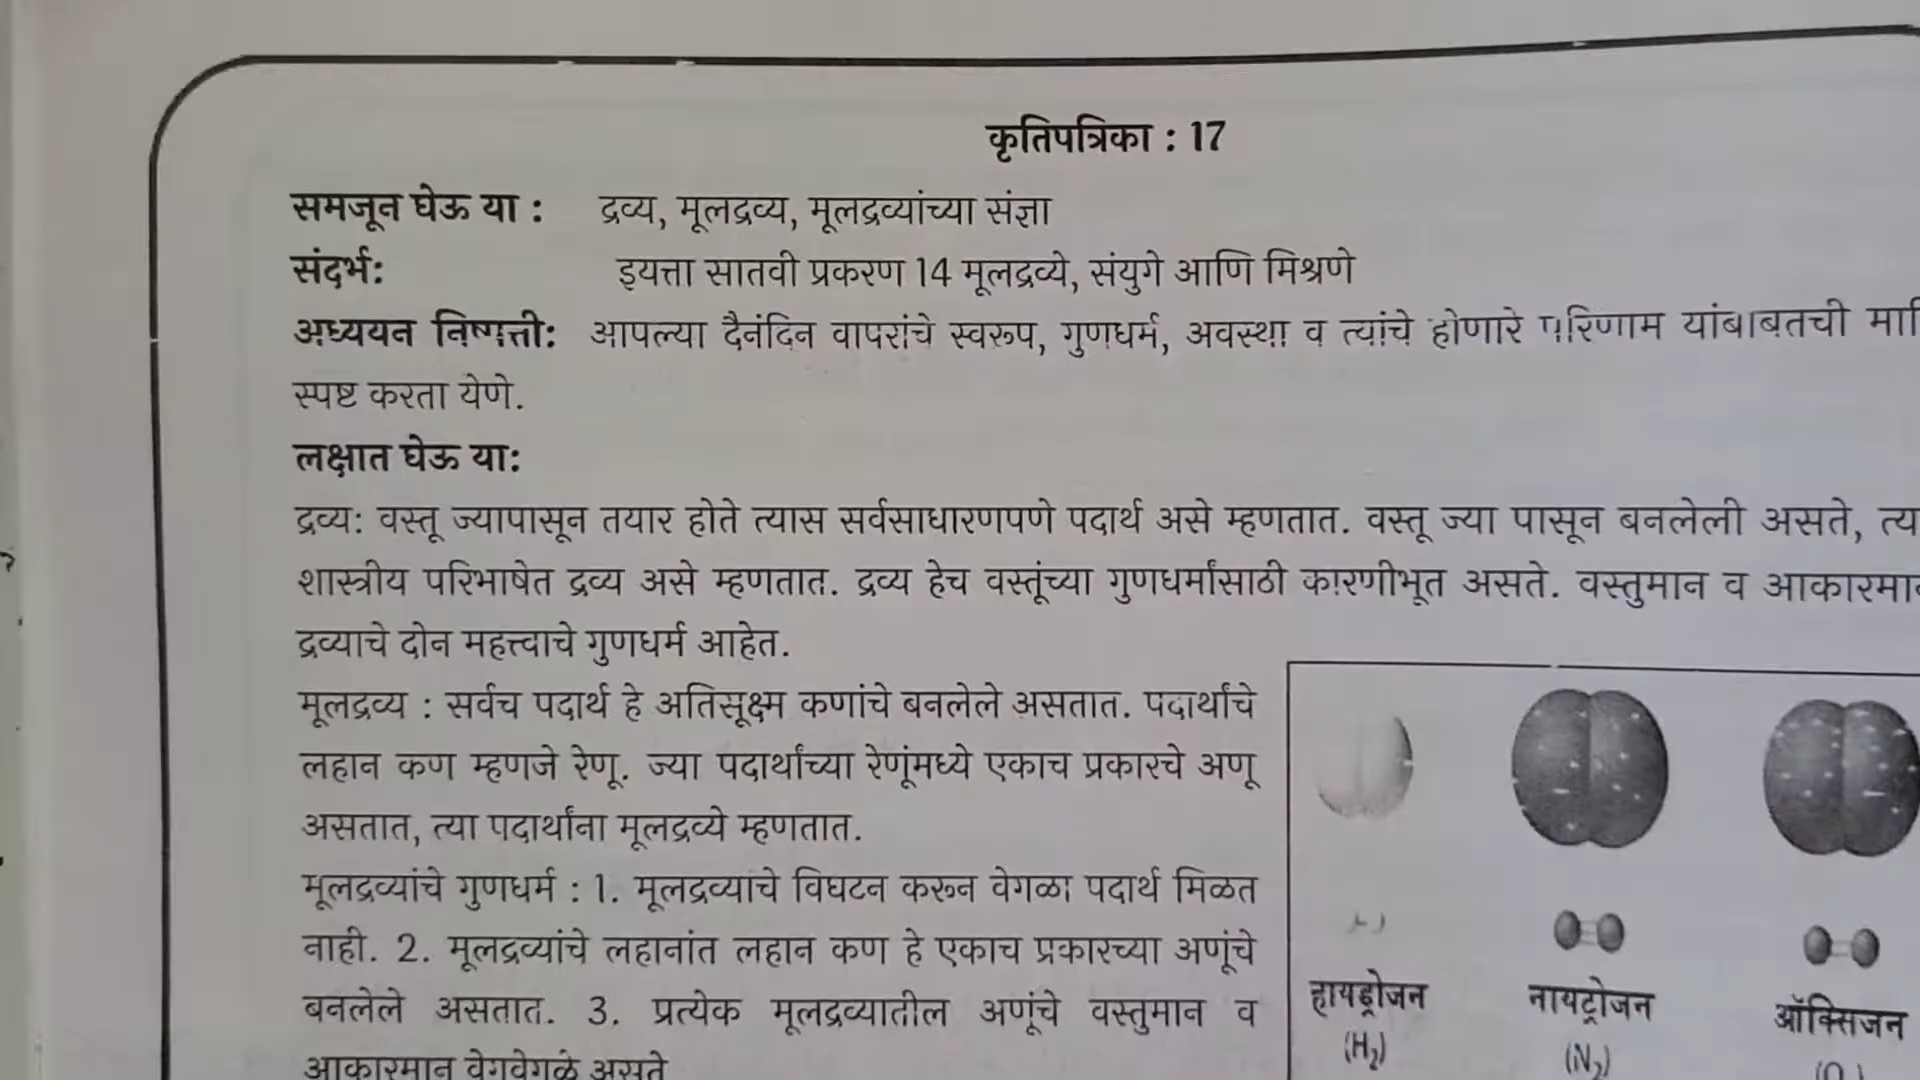 कृतिपत्रिका : 17
समजून घेऊ या : द्रव्य, मूलद्रव्य, मूलद्रव्यांच्या संज्ञा
संदर्भ: इयत्ता सातवी प्रकरण 14 मूलद्रव्ये, संयुगे आणि मिश्रणे
अध्ययन निष्पत्ती: आपल्या दैनंदिन वापरांचे स्वरूप, गुणधर्म, अवस्था व त्यांचे होणारे परिणाम यांबाबतची
स्पष्ट करता येणे.
लक्षात घेऊ या:
द्रव्य: वस्तू ज्यापासून तयार होते त्यास सर्वसाधारणपणे पदार्थ असे म्हणतात. वस्तू ज्या पासून बनलेली असते,
शास्त्रीय परिभाषेत द्रव्य असे म्हणतात. द्रव्य हेच वस्तूंच्या गुणधर्मांसाठी कारणीभूत असते. वस्तुमान व
द्रव्याचे दोन महत्त्वाचे गुणधर्म आहेत.
मूलद्रव्य : सर्वच पदार्थ हे अतिसूक्ष्म कणांचे बनलेले असतात. पदार्थांचे
लहान कण म्हणजे रेणू. ज्या पदार्थांच्या रेणूंमध्ये एकाच प्रकारचे अणू
असतात, त्या पदार्थांना मूलद्रव्ये म्हणतात.
मूलद्रव्यांचे गुणधर्म : 1. मूलद्रव्याचे विघटन करून वेगळा पदार्थ मिळत
नाही. 2. मूलद्रव्यांचे लहानांत लहान कण हे एकाच प्रकारच्या अणूंचे
बनलेले असतात. 3. प्रत्येक मूलद्रव्यातील अणूंचे वस्तुमान व
आकारमान वेगवेगळे असते
हायड्रोजन नायट्रोजन ऑक्सिजन
(H₂) (N₂)